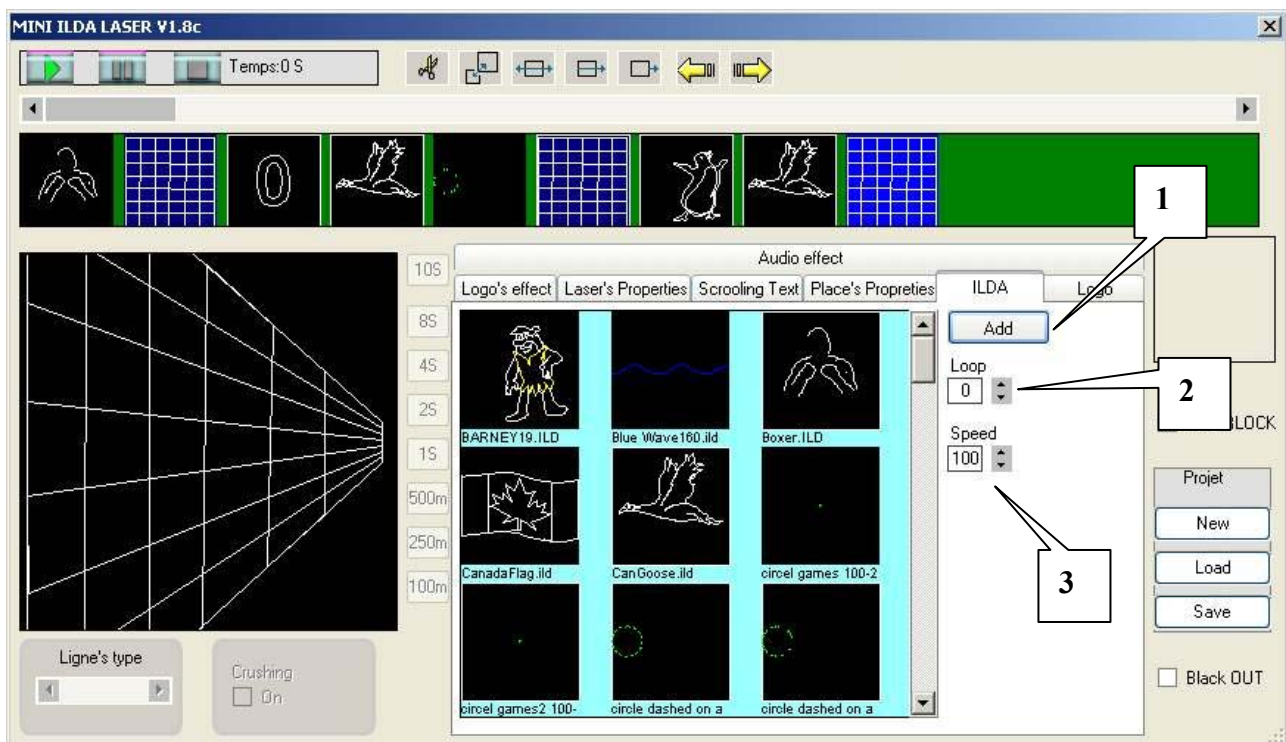 MINI ILDA LASER V1.8c
Temps:0 S
1
Audio effect
Logo's effect Laser's Properties Scrooling Text Place's Propreties ILDA Logo
10S
8S
4S
2S
1S
500m
250m
100m
BARNEY19.ILD Blue Wave160.ild Boxer.ILD
CanadaFlag.ild CanGoose.ild circel games 100-2
circel games2 100- circle dashed on a circle dashed on a
Add
Loop
0
2
Speed
100
3
BLOCK
Projet
New
Load
Save
Black OUT
Ligne's type
Crushing
On